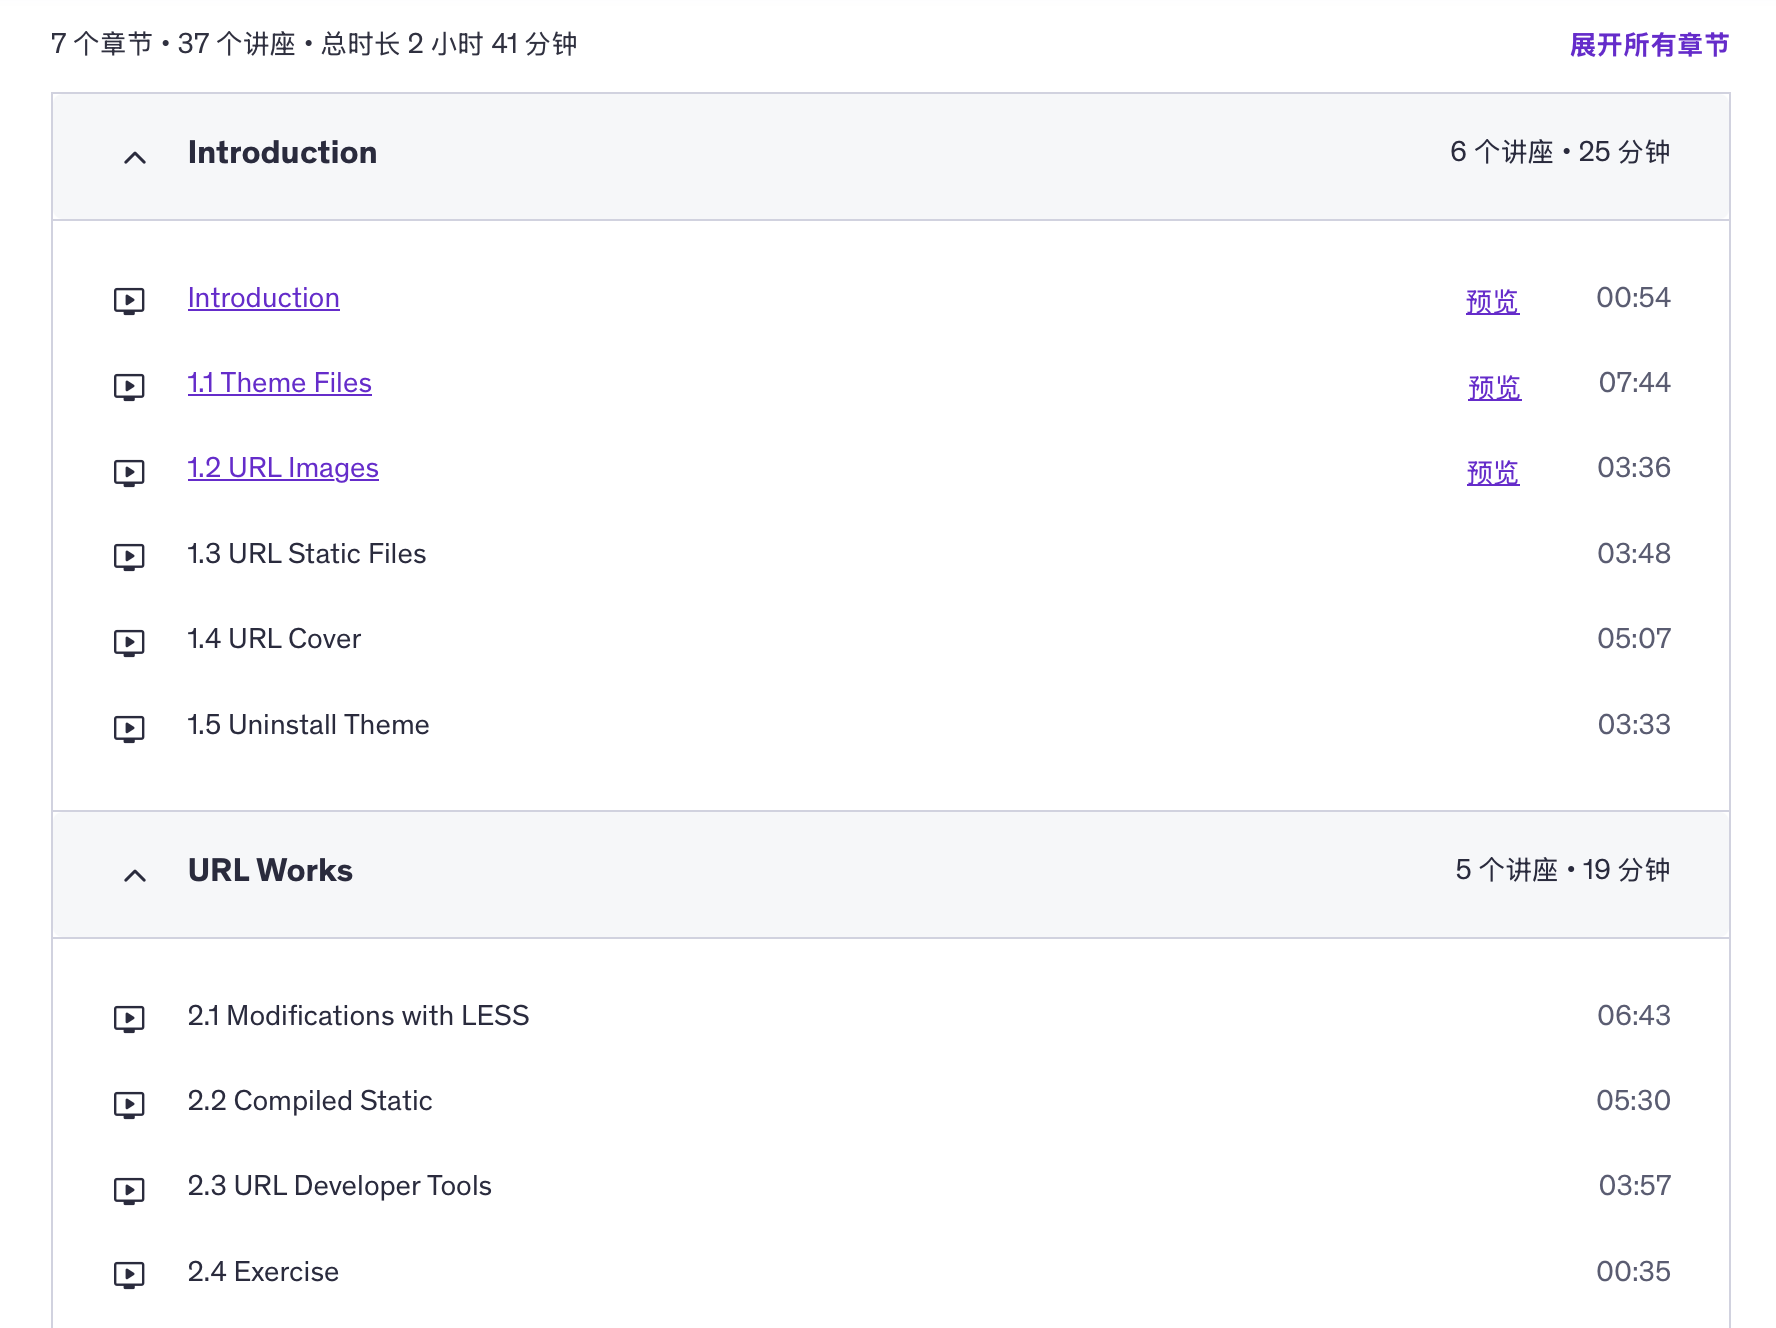 7 个章节 • 37 个讲座 • 总时长 2 小时 41 分钟 展开所有章节
Introduction 6 个讲座 • 25 分钟
Introduction 预览 00:54
1.1 Theme Files 预览 07:44
1.2 URL Images 预览 03:36
1.3 URL Static Files 03:48
1.4 URL Cover 05:07
1.5 Uninstall Theme 03:33
URL Works 5 个讲座 • 19 分钟
2.1 Modifications with LESS 06:43
2.2 Compiled Static 05:30
2.3 URL Developer Tools 03:57
2.4 Exercise 00:35